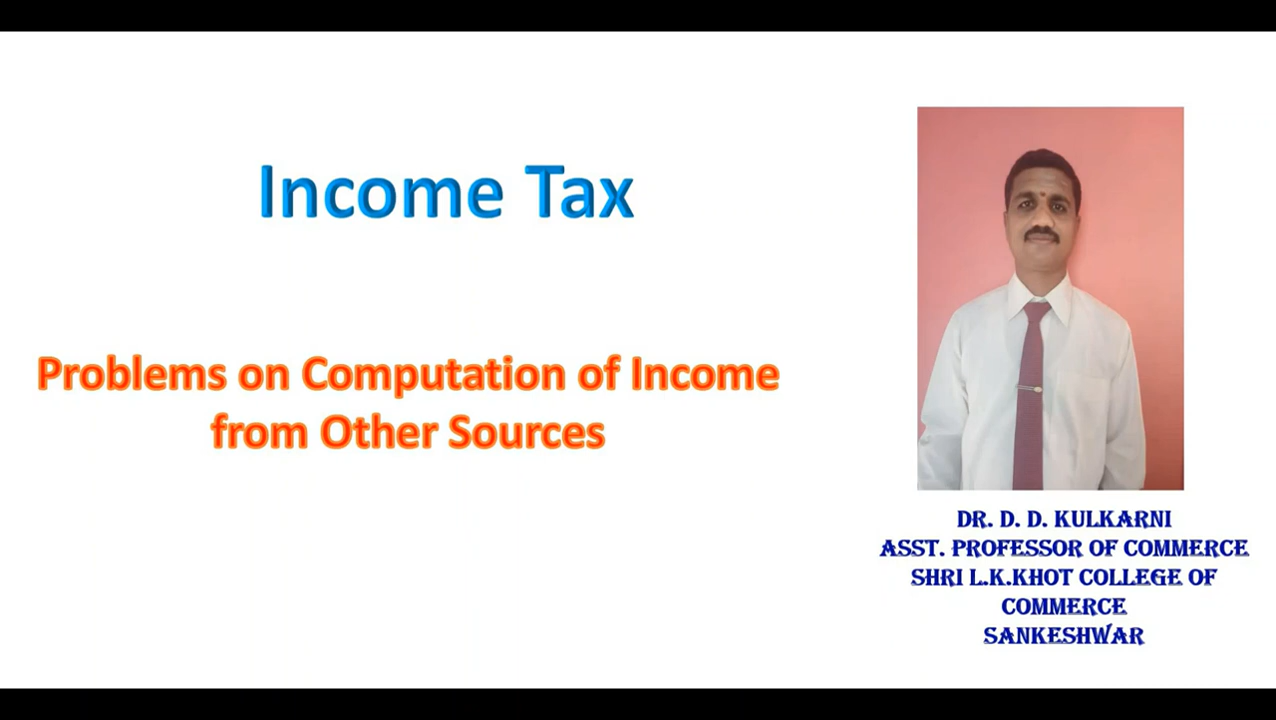 Income Tax
Problems on Computation of Income
from Other Sources
DR. D. D. KULKARNI
ASST. PROFESSOR OF COMMERCE
SHRI L.K.KHOT COLLEGE OF
COMMERCE
SANKESHWAR